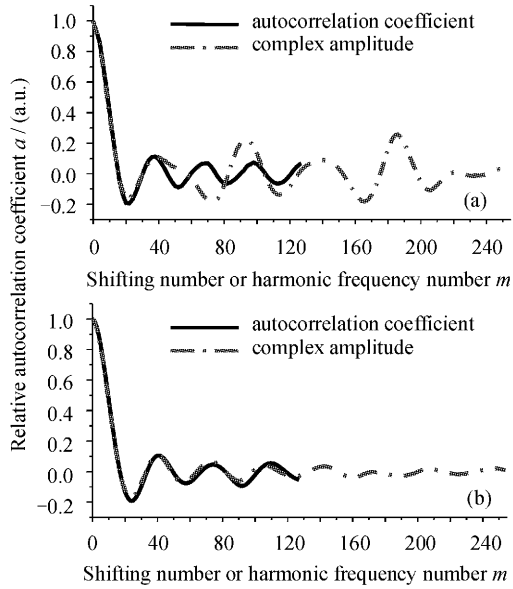 Relative autocorrelation coefficient a / (a.u.)
1.0
0.8
0.6
0.4
0.2
0.0
−0.2
autocorrelation coefficient
complex amplitude
(a)
0 40 80 120 160 200 240
Shifting number or harmonic frequency number m
1.0
0.8
0.6
0.4
0.2
0.0
−0.2
autocorrelation coefficient
complex amplitude
(b)
0 40 80 120 160 200 240
Shifting number or harmonic frequency number m